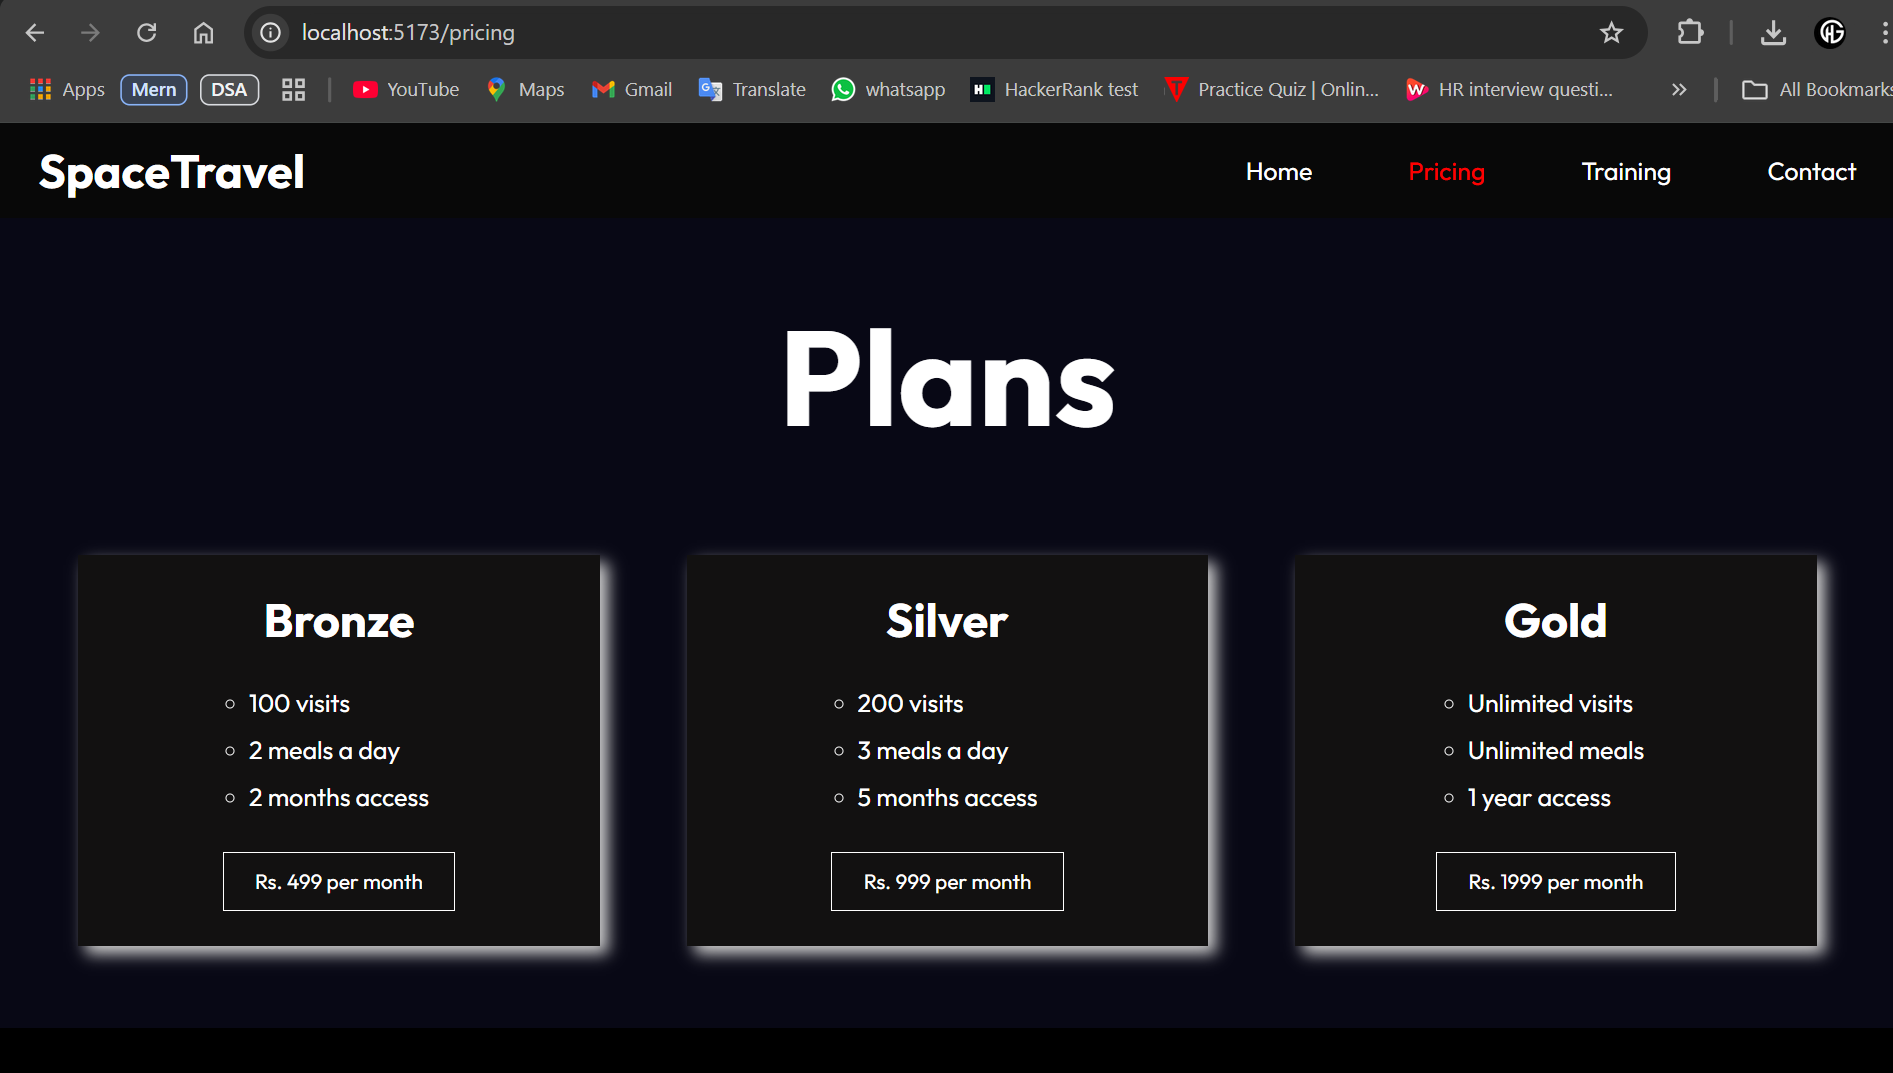 localhost:5173/pricing
Apps Mern DSA YouTube Maps Gmail Translate whatsapp HackerRank test Practice Quiz | Onlin... HR interview questi... All Bookmarks
SpaceTravel Home Pricing Training Contact
Plans
Bronze
100 visits
2 meals a day
2 months access
Rs. 499 per month
Silver
200 visits
3 meals a day
5 months access
Rs. 999 per month
Gold
Unlimited visits
Unlimited meals
1 year access
Rs. 1999 per month